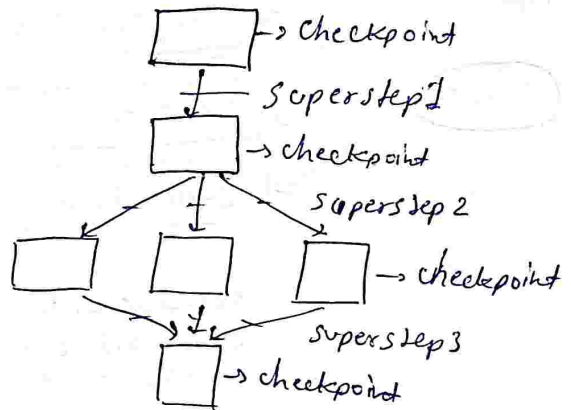 → Checkpoint
superstep 1
→ checkpoint
superstep 2
→ checkpoint
superstep 3
→ checkpoint